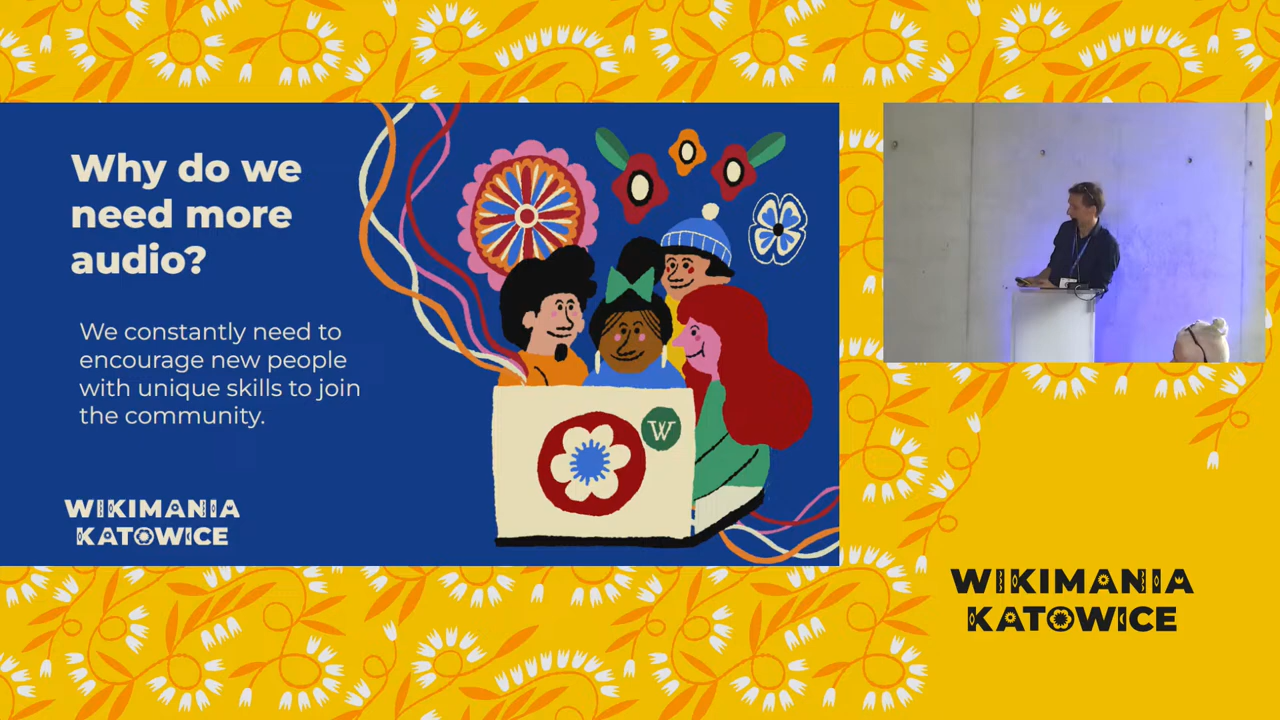 Why do we
need more
audio?
We constantly need to
encourage new people
with unique skills to join
the community.
WIKIMANIA
KATOWICE
W
WIKIMANIA
KATOWICE